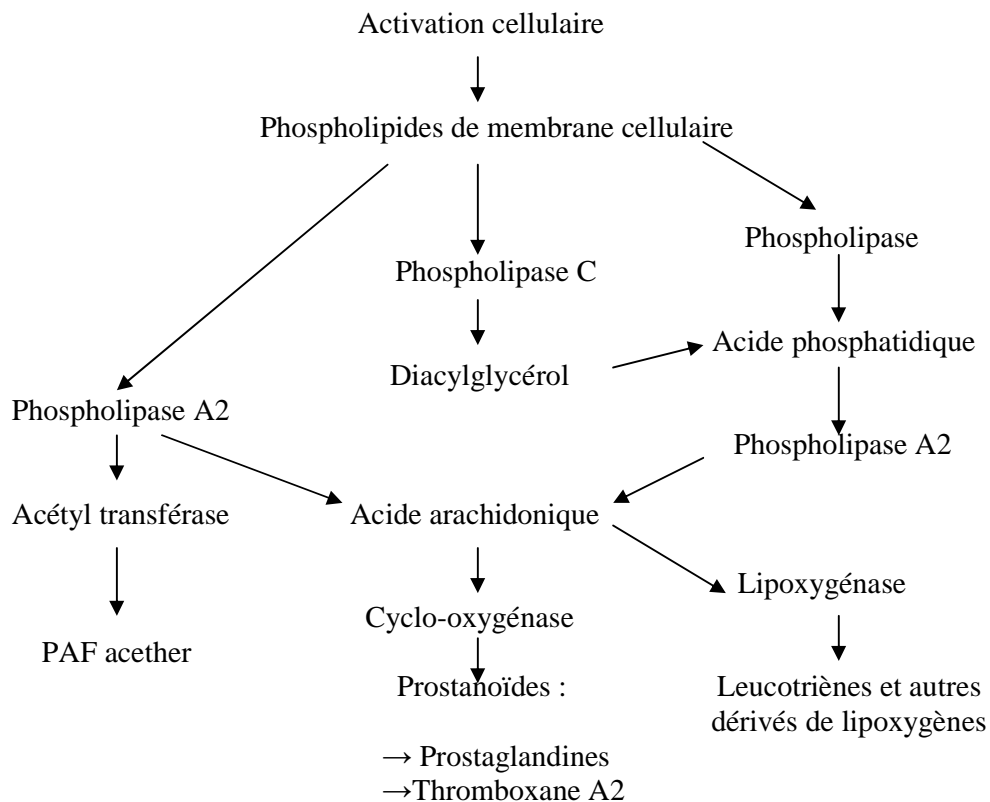 Activation cellulaire
Phospholipides de membrane cellulaire
Phospholipase
Phospholipase C
Acide phosphatidique
Diacylglycérol
Phospholipase A2
Phospholipase A2
Acétyl transférase
Acide arachidonique
Lipoxygénase
Cyclo-oxygénase
PAF acether
Prostanoïdes :
Leucotriènes et autres
dérivés de lipoxygènes
→ Prostaglandines
→Thromboxane A2